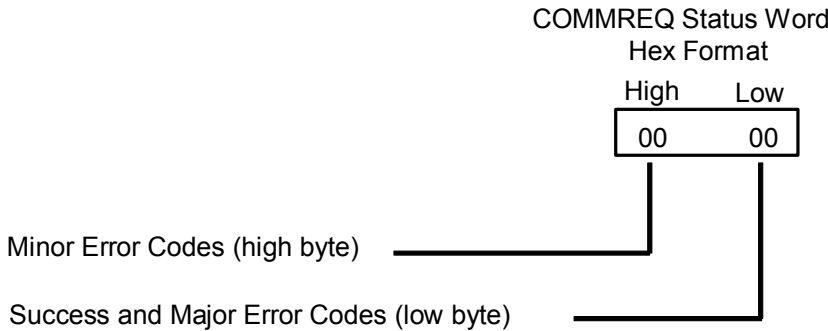 COMMREQ Status Word
Hex Format
High Low
00 00
Minor Error Codes (high byte)
Success and Major Error Codes (low byte)